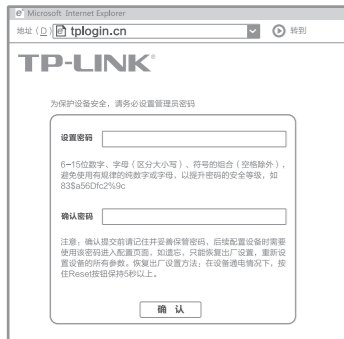 Microsoft Internet Explorer
地址（D） tplogin.cn 转到
TP-LINK®
为保护设备安全，请务必设置管理员密码
设置密码
6-15位数字、字母（区分大小写）、符号的组合（空格除外），
避免使用有规律的纯数字或字母，以提升密码的安全等级，如
83$a56Dfc2%9c
确认密码
注意：确认提交前请记住并妥善保管密码，后续配置设备时需要
使用该密码进入配置页面，如遗忘，只能恢复出厂设置，重新设
置设备的所有参数。恢复出厂设置方法：在设备通电情况下，按
住Reset按钮保持5秒以上。
确 认